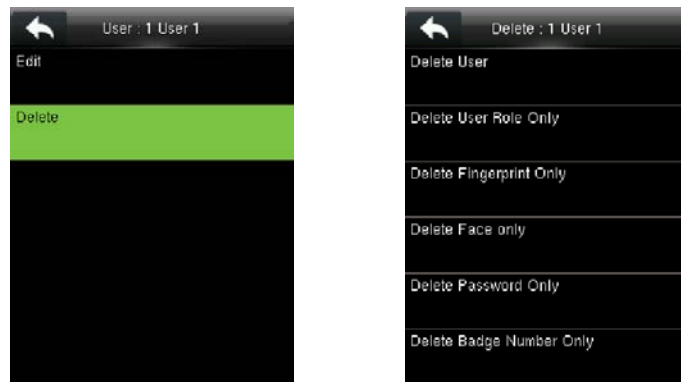 User : 1 User 1
Edit
Delete
Delete : 1 User 1
Delete User
Delete User Role Only
Delete Fingerprint Only
Delete Face only
Delete Password Only
Delete Badge Number Only